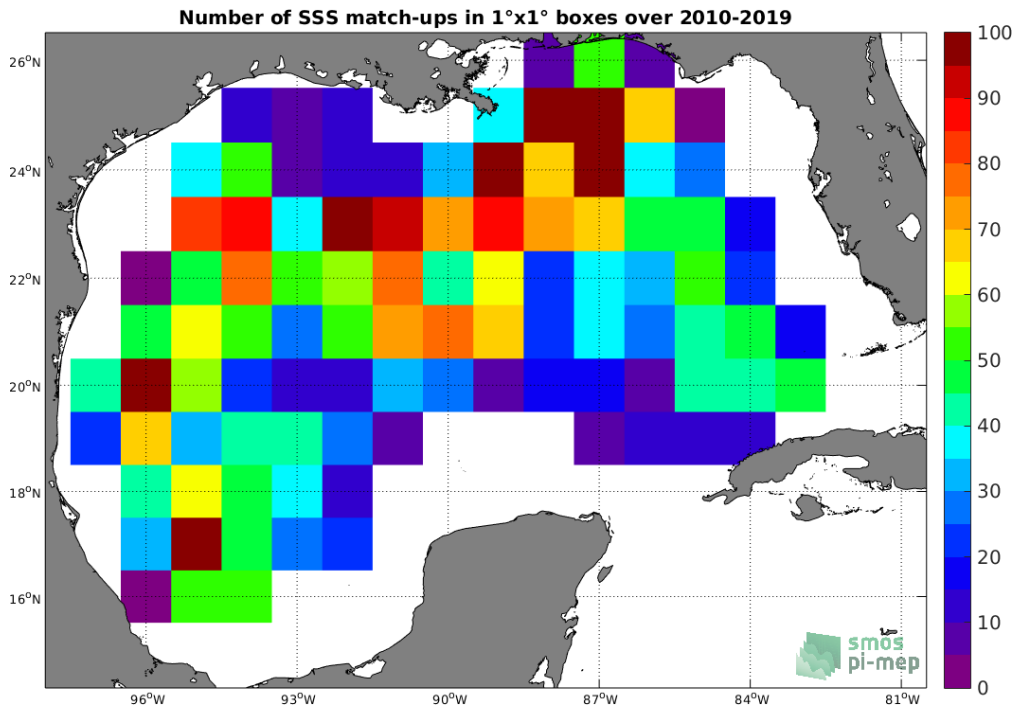 Number of SSS match-ups in 1°x1° boxes over 2010-2019
26°N
24°N
22°N
20°N
18°N
16°N
96°W 93°W 90°W 87°W 84°W 81°W
100
90
80
70
60
50
40
30
20
10
0
smos
pi-mep